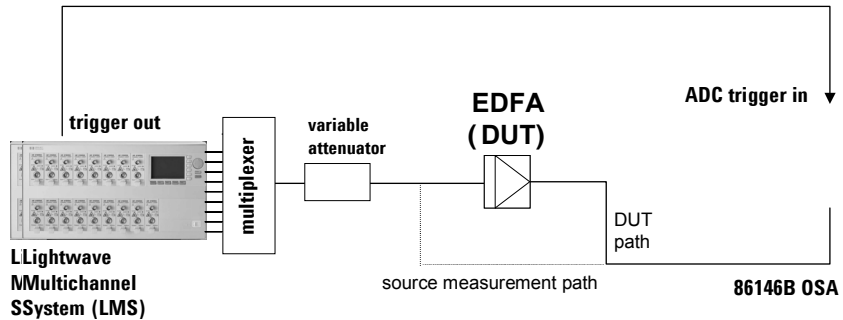 trigger out
multiplexer
variable
attenuator
EDFA
(DUT)
ADC trigger in
DUT
path
source measurement path
LLightwave
MMultichannel
SSystem (LMS)
86146B OSA